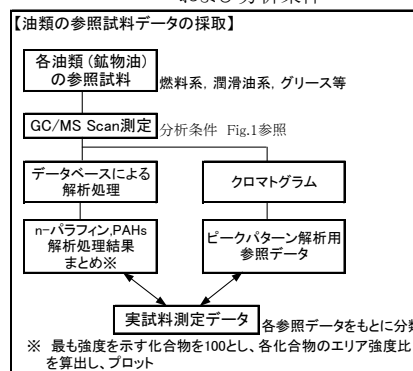 および分析条件
【油類の参照試料データの採取】
各油類(鉱物油)
の参照試料
燃料系, 潤滑油系, グリース等
GC/MS Scan測定
分析条件 Fig.1参照
データベースによる
解析処理
クロマトグラム
n-パラフィン,PAHs
解析処理結果
まとめ※
ピークパターン解析用
参照データ
実試料測定データ
各参照データをもとに分類
※ 最も強度を示す化合物を100とし、各化合物のエリア強度比
を算出し、プロット